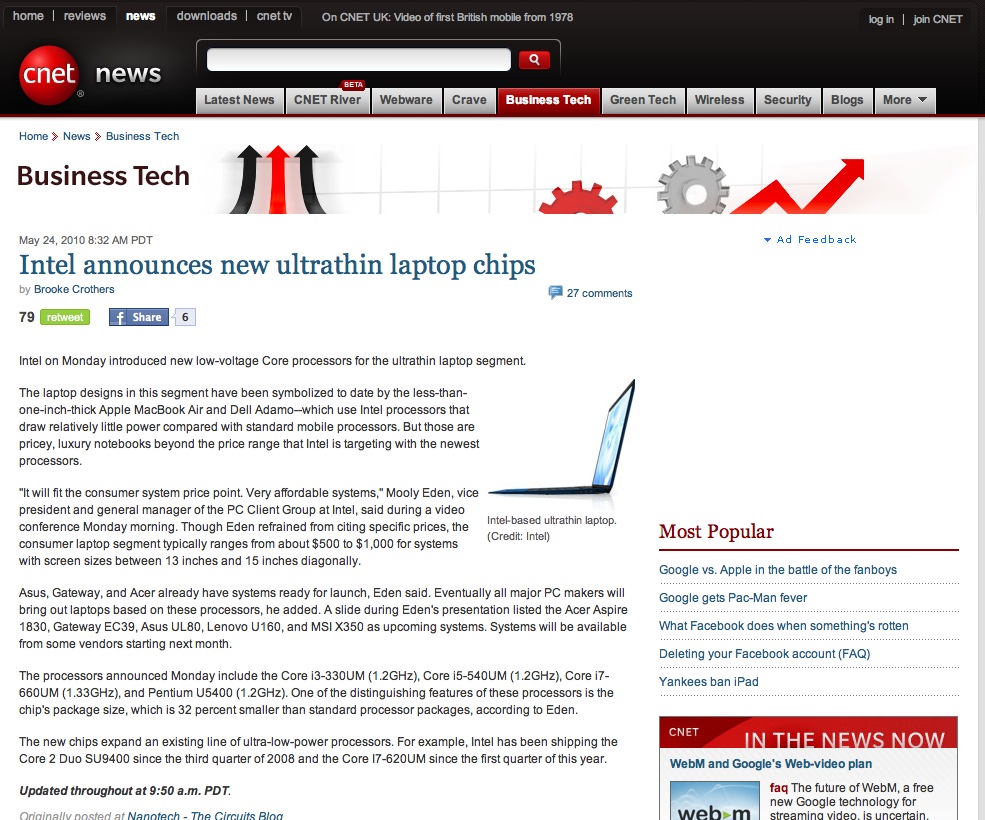 home | reviews news downloads | cnet tv On CNET UK: Video of first British mobile from 1978 log in | join CNET
cnet® news
BETA
Latest News CNET River Webware Crave Business Tech Green Tech Wireless Security Blogs More
Home > News > Business Tech
Business Tech
May 24, 2010 8:32 AM PDT
Intel announces new ultrathin laptop chips
by Brooke Crothers
27 comments
79 retweet f Share 6
Intel on Monday introduced new low-voltage Core processors for the ultrathin laptop segment.
The laptop designs in this segment have been symbolized to date by the less-than-
one-inch-thick Apple MacBook Air and Dell Adamo--which use Intel processors that
draw relatively little power compared with standard mobile processors. But those are
pricey, luxury notebooks beyond the price range that Intel is targeting with the newest
processors.
"It will fit the consumer system price point. Very affordable systems," Mooly Eden, vice
president and general manager of the PC Client Group at Intel, said during a video
conference Monday morning. Though Eden refrained from citing specific prices, the
consumer laptop segment typically ranges from about $500 to $1,000 for systems
with screen sizes between 13 inches and 15 inches diagonally.
Intel-based ultrathin laptop.
(Credit: Intel)
Asus, Gateway, and Acer already have systems ready for launch, Eden said. Eventually all major PC makers will
bring out laptops based on these processors, he added. A slide during Eden's presentation listed the Acer Aspire
1830, Gateway EC39, Asus UL80, Lenovo U160, and MSI X350 as upcoming systems. Systems will be available
from some vendors starting next month.
The processors announced Monday include the Core i3-330UM (1.2GHz), Core i5-540UM (1.2GHz), Core i7-
660UM (1.33GHz), and Pentium U5400 (1.2GHz). One of the distinguishing features of these processors is the
chip's package size, which is 32 percent smaller than standard processor packages, according to Eden.
The new chips expand an existing line of ultra-low-power processors. For example, Intel has been shipping the
Core 2 Duo SU9400 since the third quarter of 2008 and the Core I7-620UM since the first quarter of this year.
Updated throughout at 9:50 a.m. PDT.
Originally posted at Nanotech - The Circuits Blog
Ad Feedback
Most Popular
Google vs. Apple in the battle of the fanboys
Google gets Pac-Man fever
What Facebook does when something's rotten
Deleting your Facebook account (FAQ)
Yankees ban iPad
CNET IN THE NEWS NOW
WebM and Google's Web-video plan
webm
faq The future of WebM, a free
new Google technology for
streaming video, is uncertain.